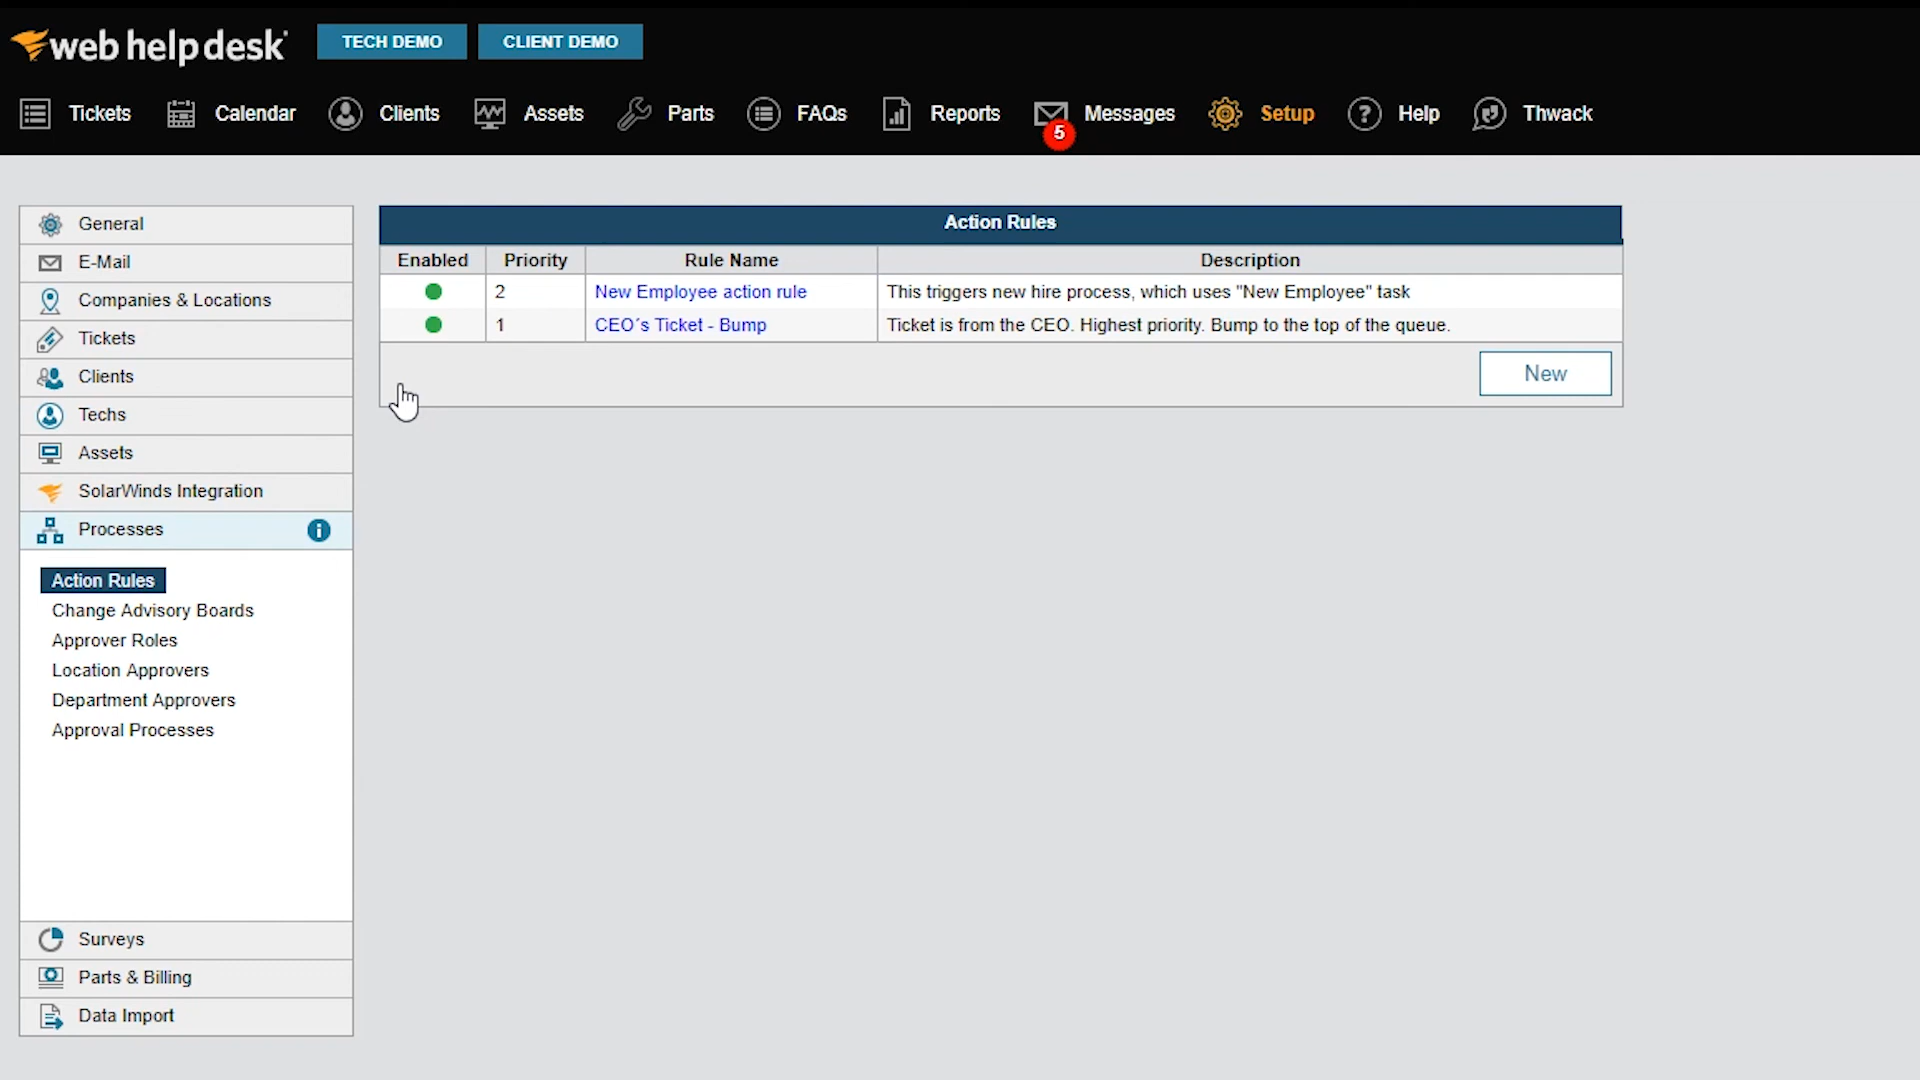 web help desk
TECH DEMO
CLIENT DEMO
Tickets
Calendar
Clients
Assets
Parts
FAQs
Reports
5
Messages
Setup
Help
Thwack
General
E-Mail
Companies & Locations
Tickets
Clients
Techs
Assets
SolarWinds Integration
Processes
Action Rules
Change Advisory Boards
Approver Roles
Location Approvers
Department Approvers
Approval Processes
Surveys
Parts & Billing
Data Import
Action Rules
Enabled Priority Rule Name Description
2 New Employee action rule This triggers new hire process, which uses "New Employee" task
1 CEO´s Ticket - Bump Ticket is from the CEO. Highest priority. Bump to the top of the queue.
New